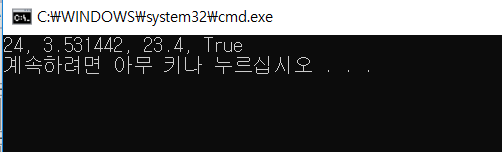 C:₩WINDOWS₩system32₩cmd.exe
24, 3.531442, 23.4, True
계속하려면 아무 키나 누르십시오 . . .